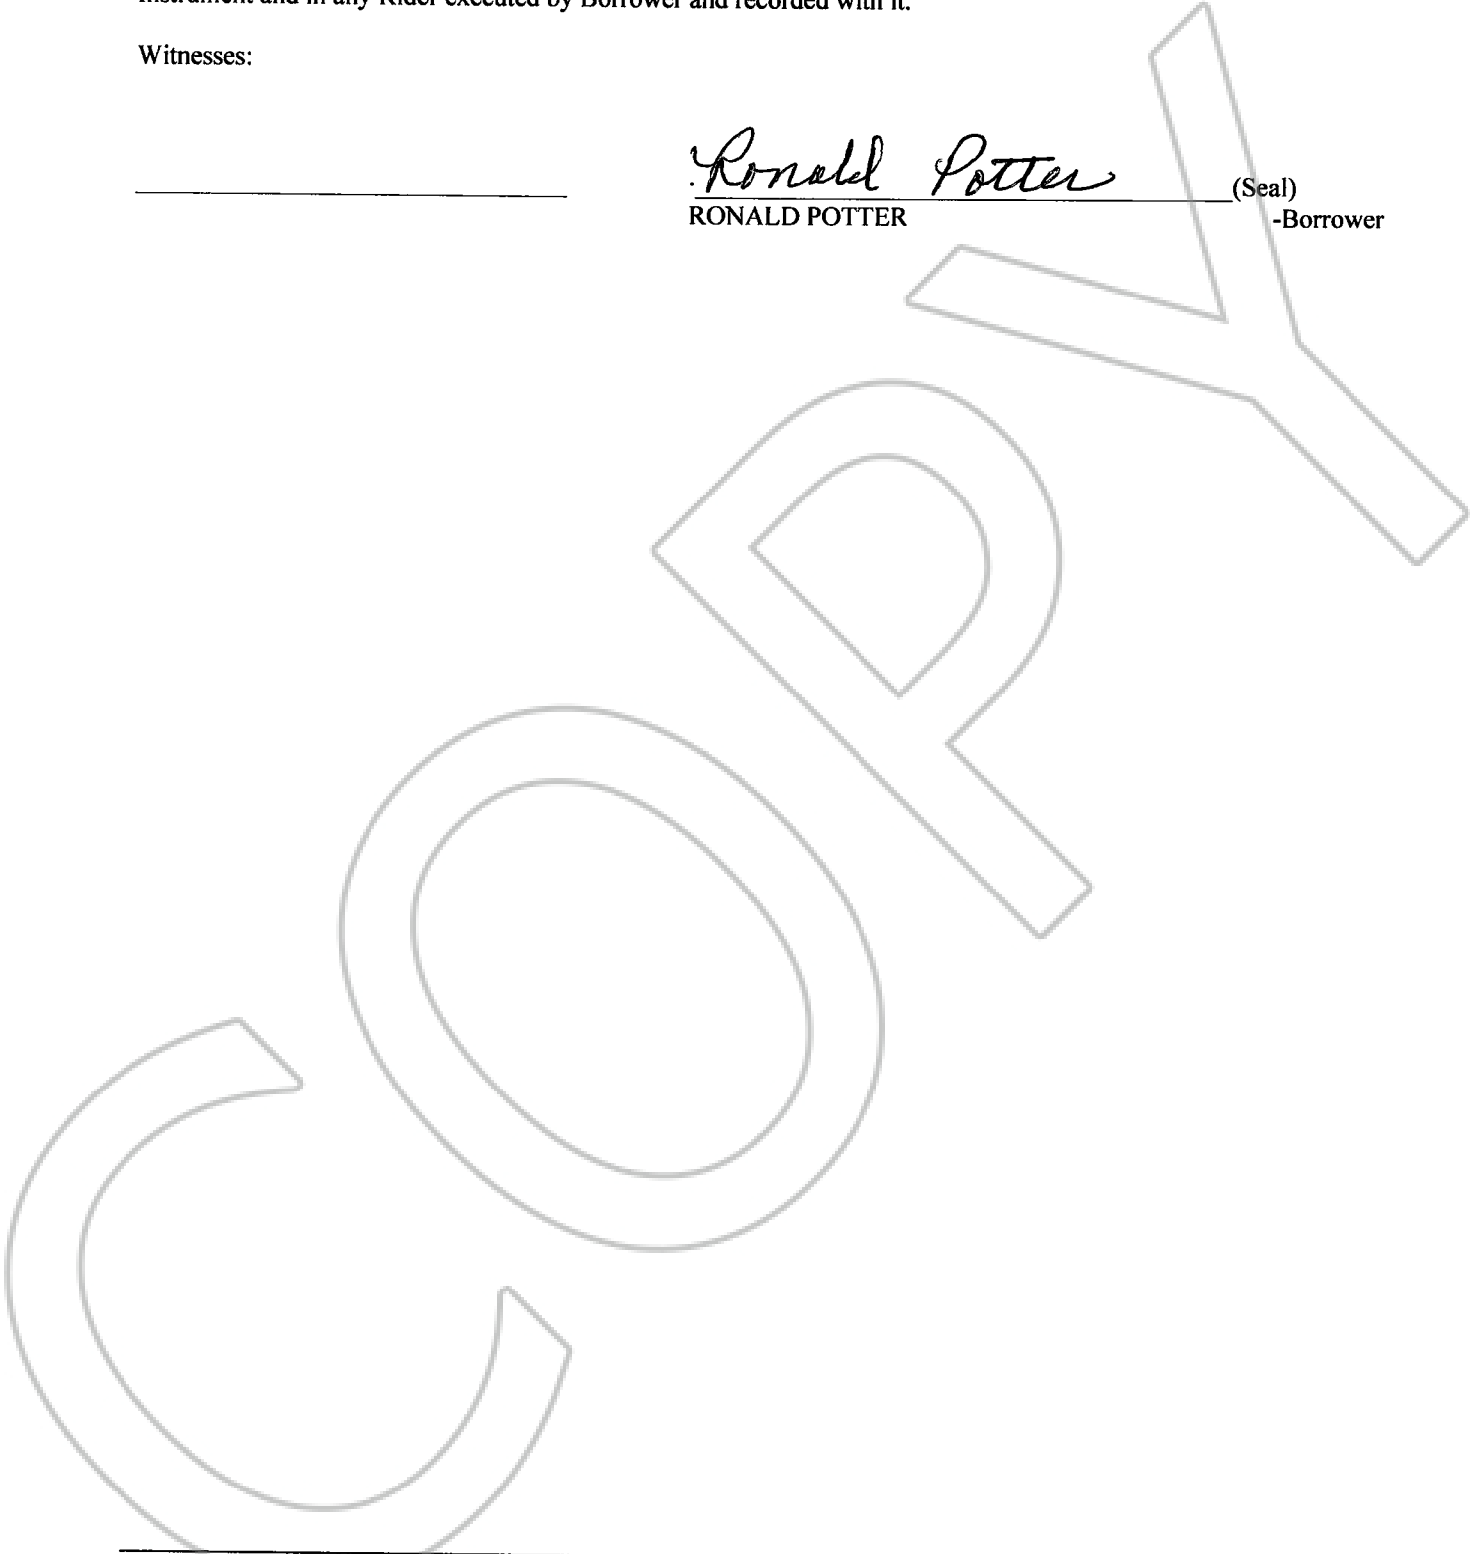 Instrument and in any Rider executed by Borrower and recorded with it.
Witnesses:
Ronald Potter (Seal)
RONALD POTTER -Borrower
COPY